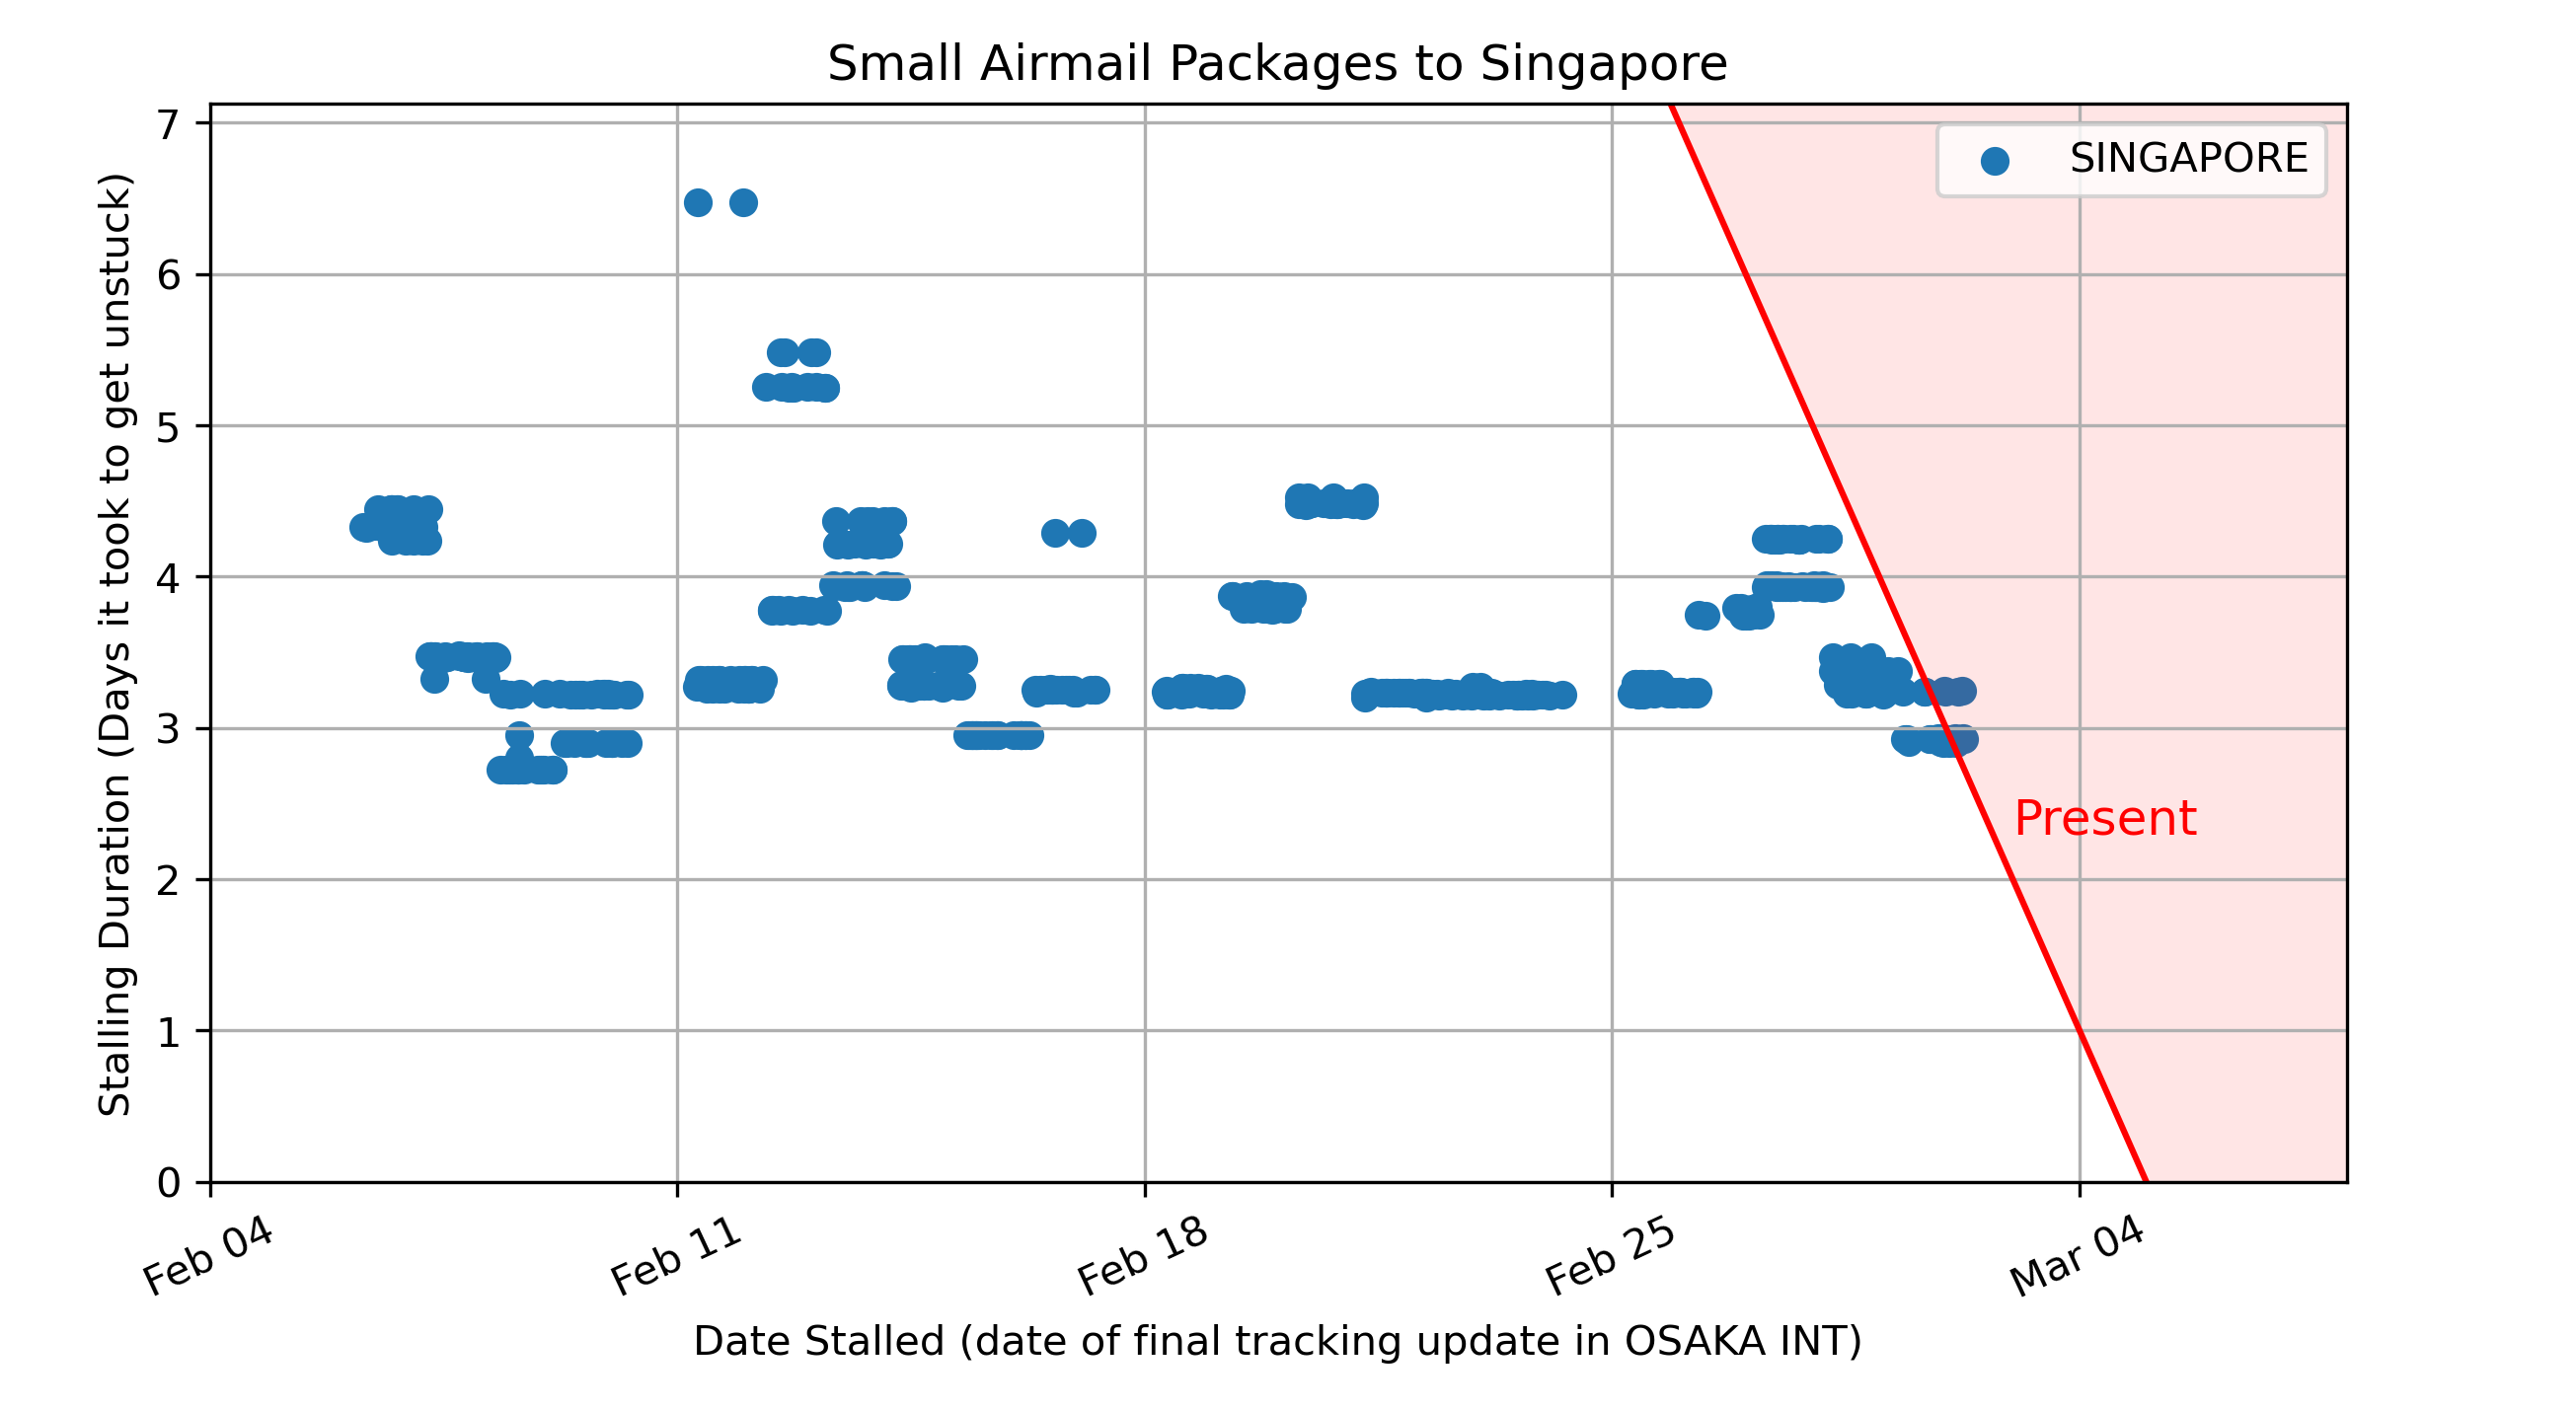 Small Airmail Packages to Singapore
Stalling Duration (Days it took to get unstuck)
7
6
5
4
3
2
1
0
SINGAPORE
Present
Feb 04
Feb 11
Feb 18
Feb 25
Mar 04
Date Stalled (date of final tracking update in OSAKA INT)